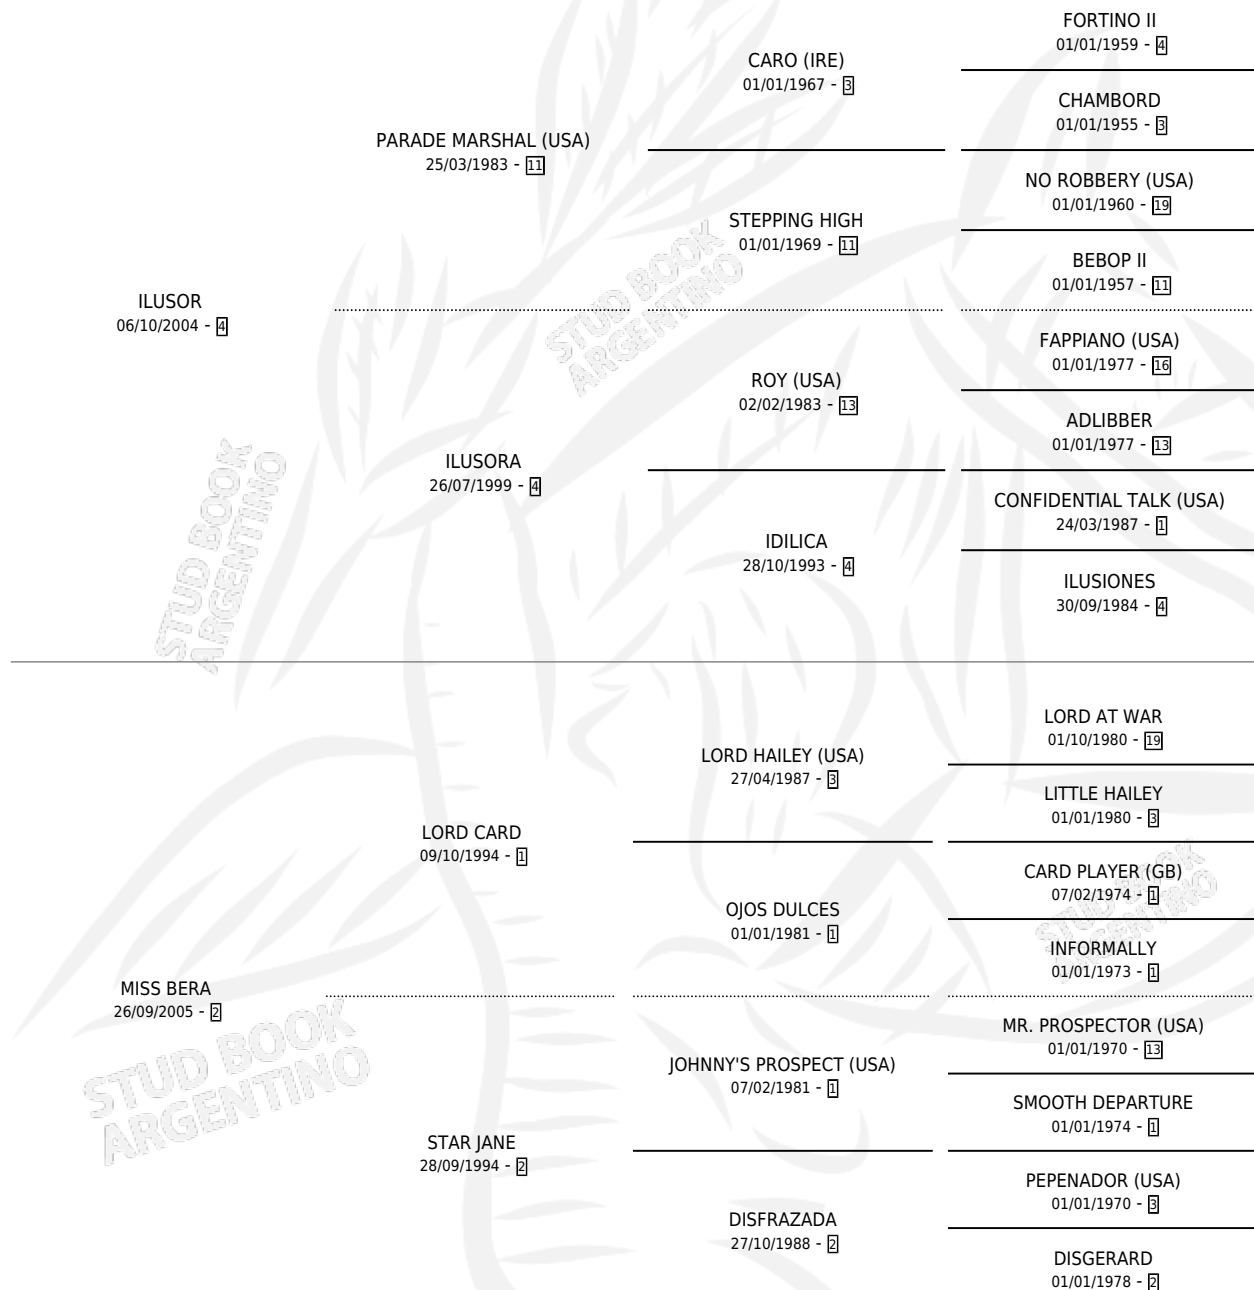 FORTINO II
01/01/1959 - 4
CARO (IRE)
01/01/1967 - 3
CHAMBORD
01/01/1955 - 3
PARADE MARSHAL (USA)
25/03/1983 - 11
NO ROBBERY (USA)
01/01/1960 - 19
STEPPING HIGH
01/01/1969 - 11
BEBOP II
01/01/1957 - 11
ILUSOR
06/10/2004 - 4
FAPPIANO (USA)
01/01/1977 - 16
ROY (USA)
02/02/1983 - 13
ADLIBBER
01/01/1977 - 13
ILUSORA
26/07/1999 - 4
CONFIDENTIAL TALK (USA)
24/03/1987 - 1
IDILICA
28/10/1993 - 4
ILUSIONES
30/09/1984 - 4
LORD AT WAR
01/10/1980 - 19
LORD HAILEY (USA)
27/04/1987 - 3
LITTLE HAILEY
01/01/1980 - 3
LORD CARD
09/10/1994 - 1
CARD PLAYER (GB)
07/02/1974 - 1
OJOS DULCES
01/01/1981 - 1
INFORMALLY
01/01/1973 - 1
MISS BERA
26/09/2005 - 2
MR. PROSPECTOR (USA)
01/01/1970 - 13
JOHNNY'S PROSPECT (USA)
07/02/1981 - 1
SMOOTH DEPARTURE
01/01/1974 - 1
STAR JANE
28/09/1994 - 2
PEPENADOR (USA)
01/01/1970 - 3
DISFRAZADA
27/10/1988 - 2
DISGERARD
01/01/1978 - 2
STUD BOOK
ARGENTINO
STUD BOOK
ARGENTINO
STUD BOOK
ARGENTINO
STUD BOOK
ARGENTINO